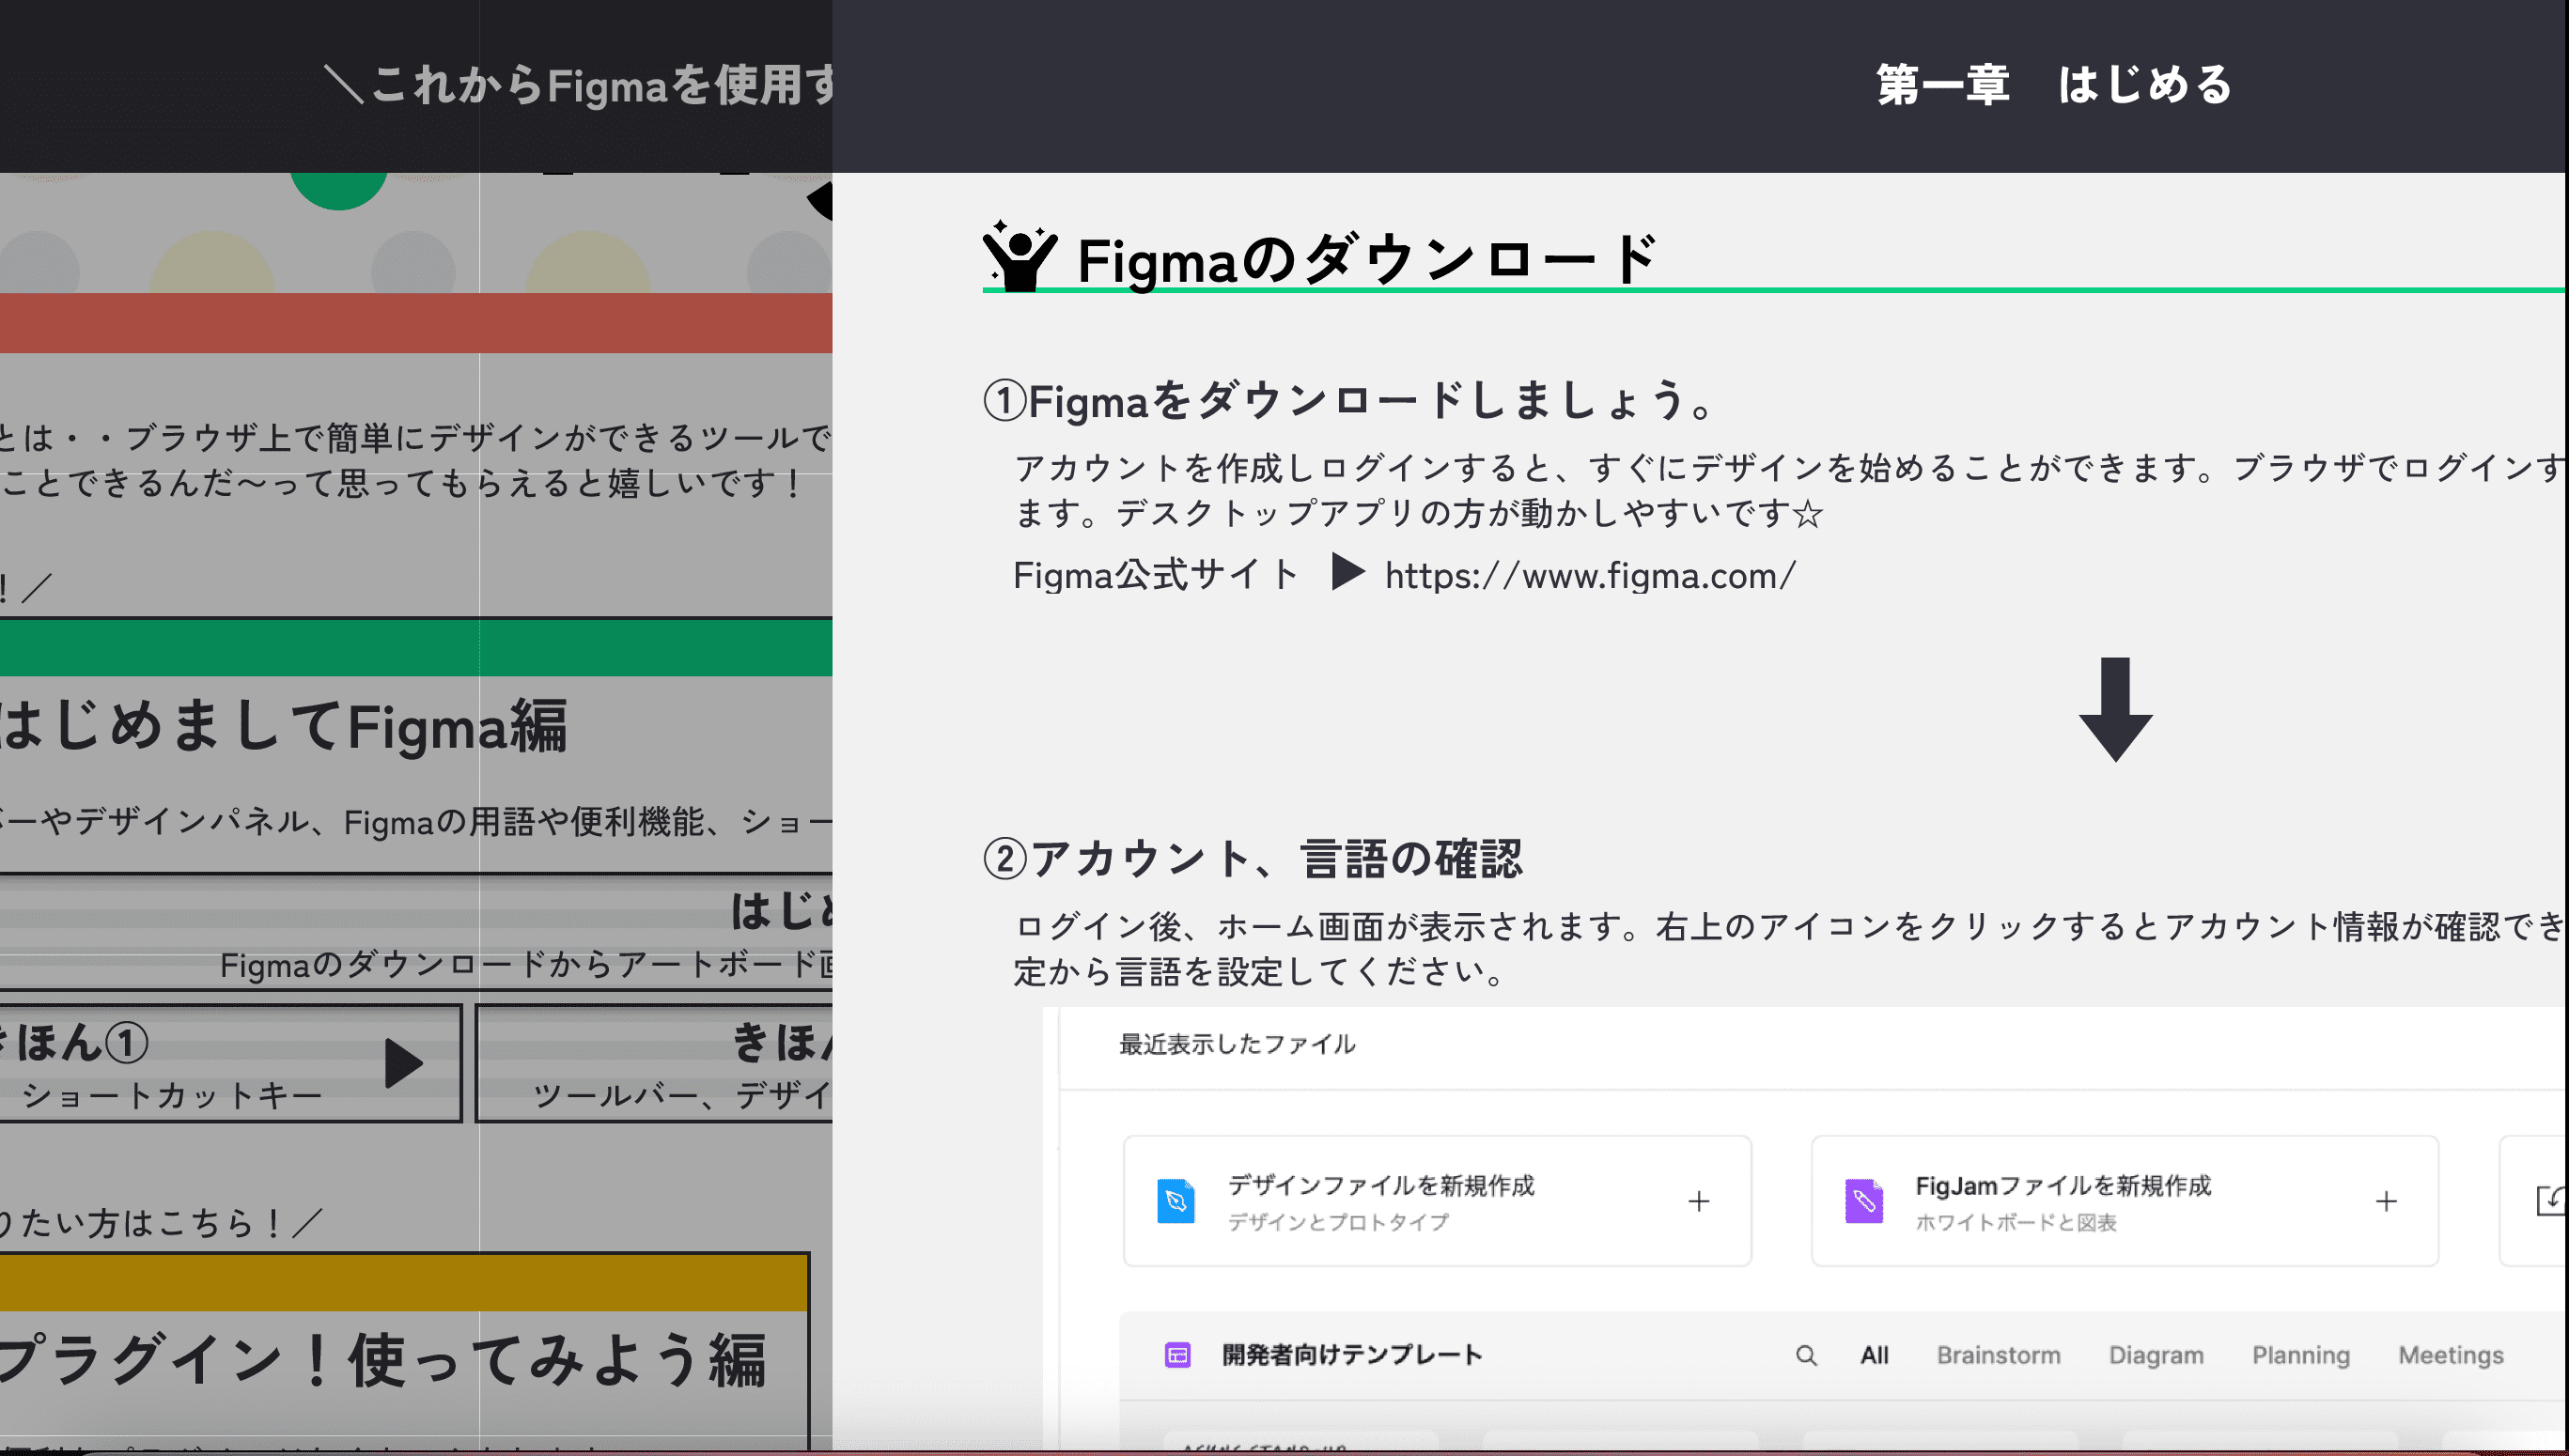 ＼これからFigmaを使用す
とは・・ブラウザ上で簡単にデザインができるツールで
ことできるんだ〜って思ってもらえると嬉しいです！
！／
はじめましてFigma編
バーやデザインパネル、Figmaの用語や便利機能、ショー
はじめ
Figmaのダウンロードからアートボード画
きほん①
ショートカットキー
きほん
ツールバー、デザイ
りたい方はこちら！／
プラグイン！使ってみよう編
第一章　はじめる
Figmaのダウンロード
①Figmaをダウンロードしましょう。
アカウントを作成しログインすると、すぐにデザインを始めることができます。ブラウザでログインす
ます。デスクトップアプリの方が動かしやすいです☆
Figma公式サイト ▶ https://www.figma.com/
②アカウント、言語の確認
ログイン後、ホーム画面が表示されます。右上のアイコンをクリックするとアカウント情報が確認でき
定から言語を設定してください。
最近表示したファイル
デザインファイルを新規作成
デザインとプロトタイプ
FigJamファイルを新規作成
ホワイトボードと図表
開発者向けテンプレート
All Brainstorm Diagram Planning Meetings